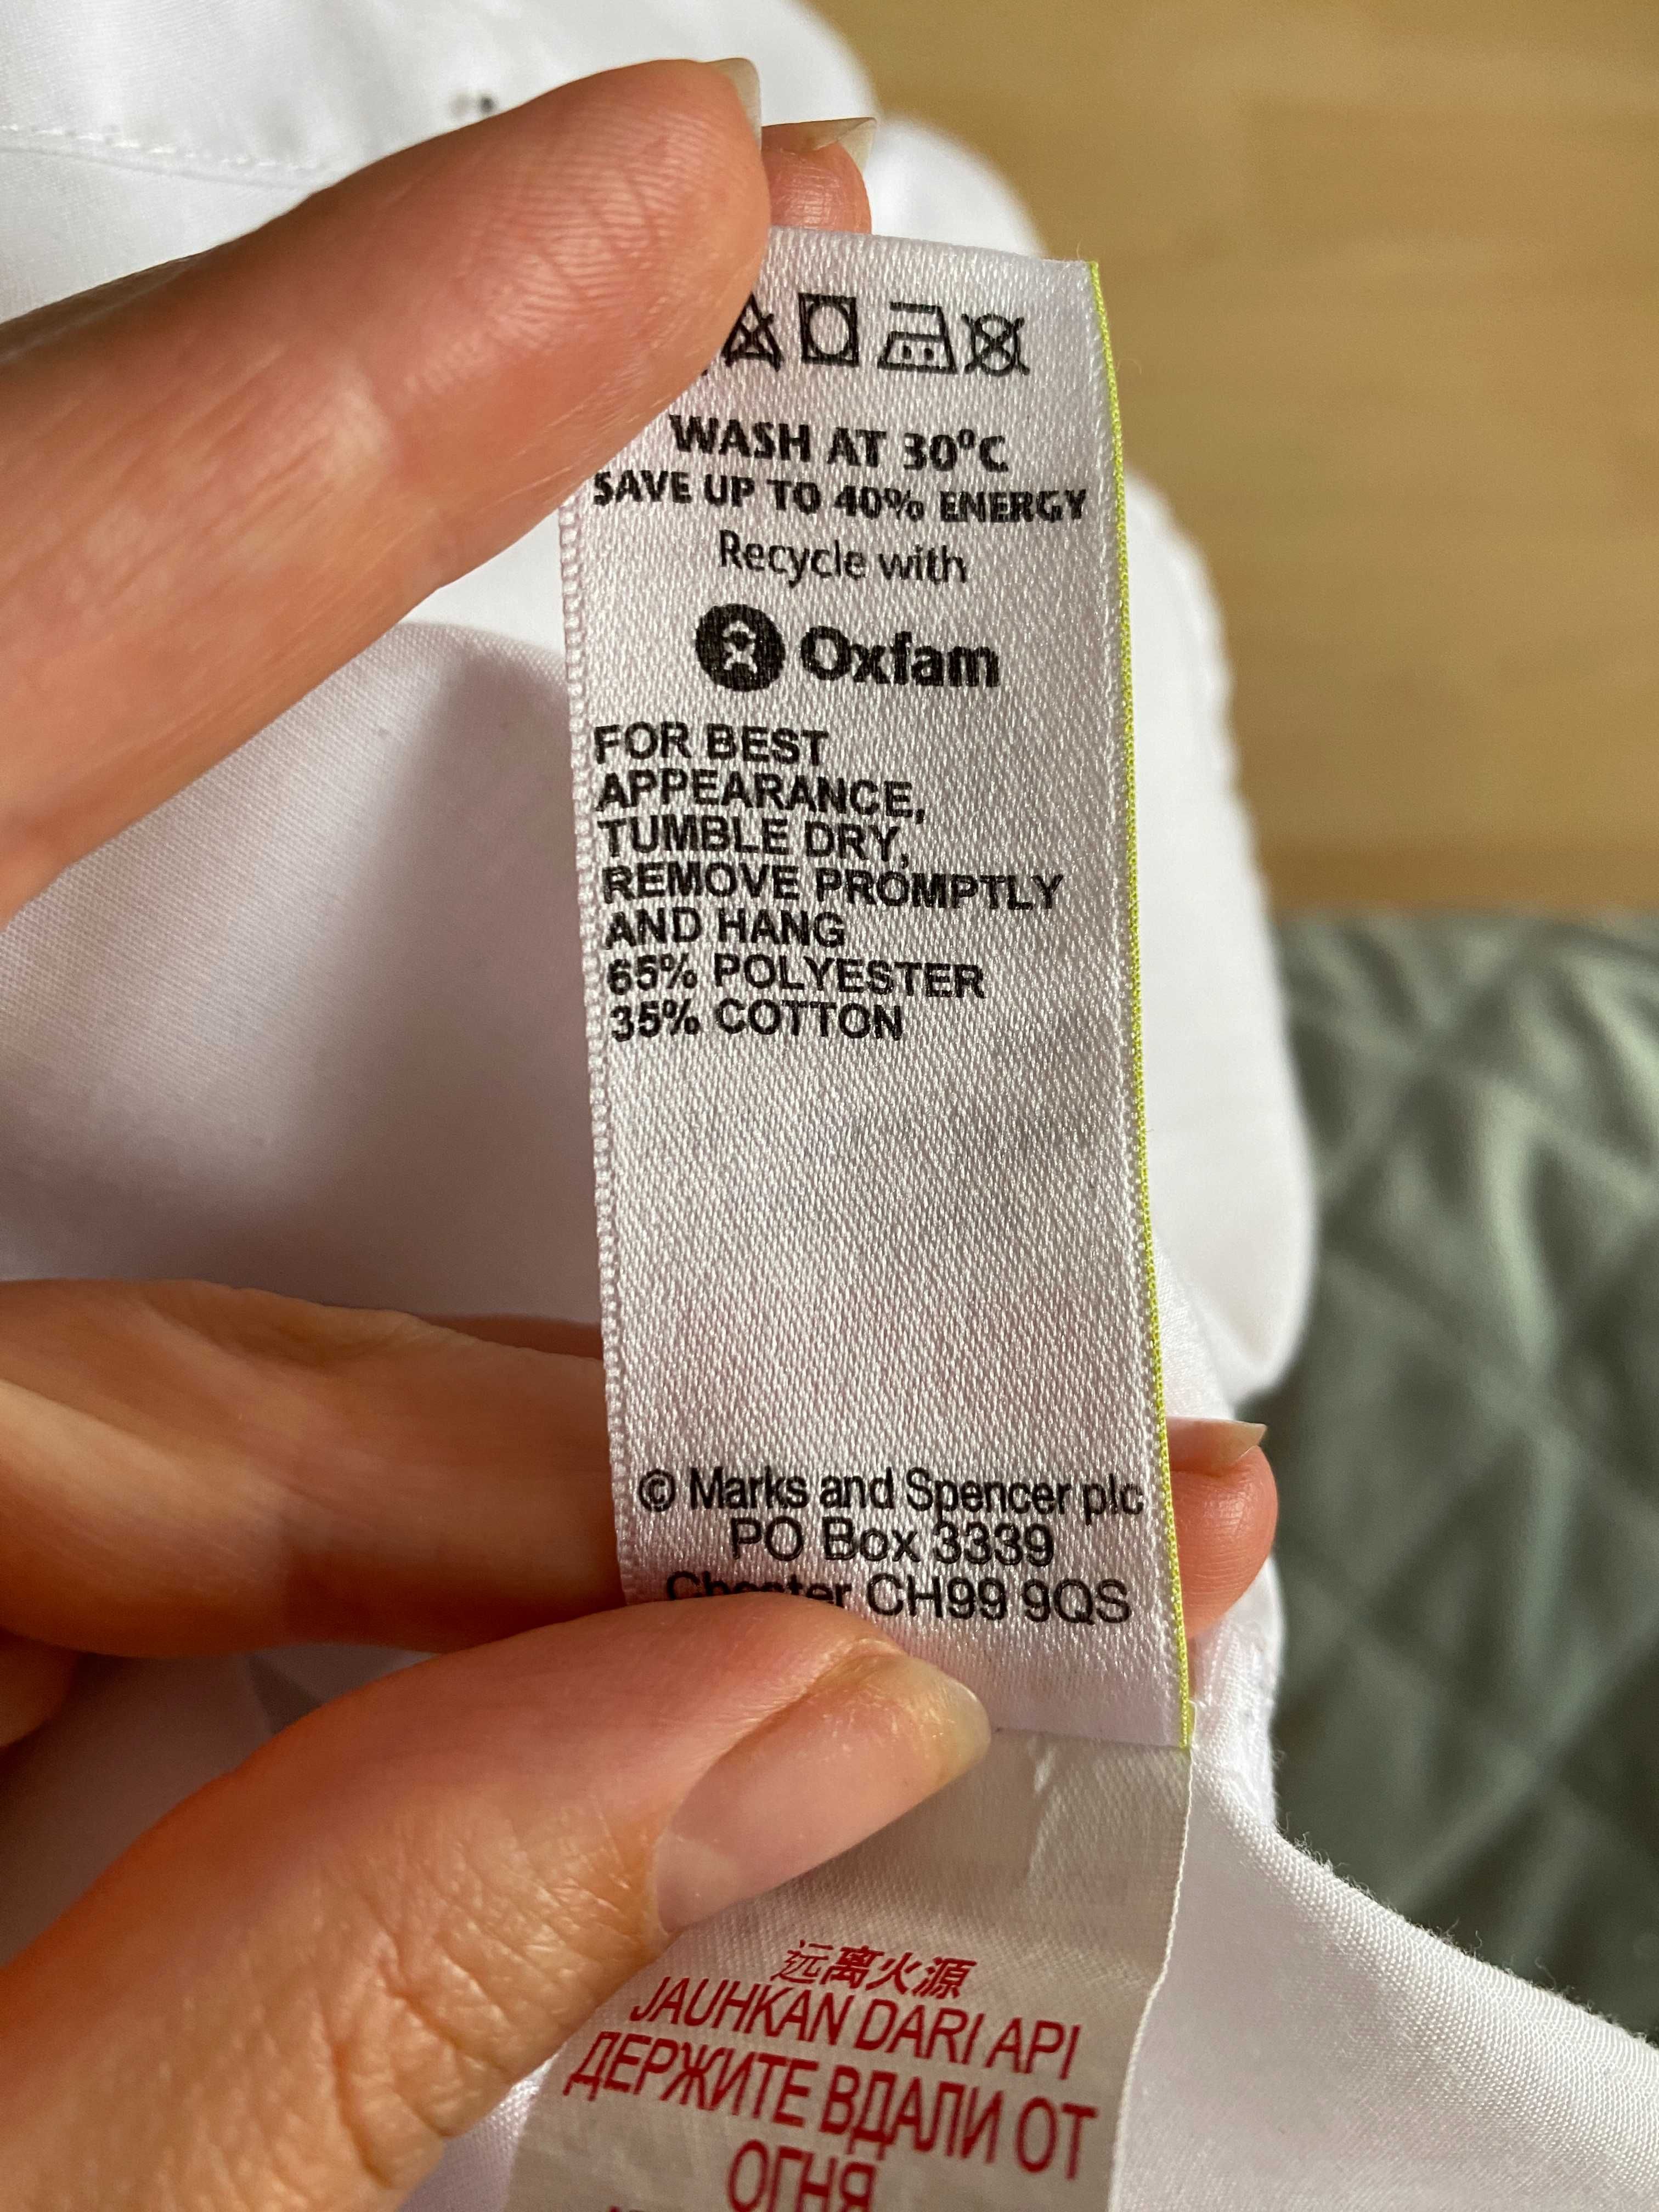 WASH AT 30°C
SAVE UP TO 40% ENERGY
Recycle with
Oxfam
FOR BEST
APPEARANCE,
TUMBLE DRY,
REMOVE PROMPTLY
AND HANG
65% POLYESTER
35% COTTON
© Marks and Spencer plc
PO Box 3339
Chester CH99 9QS
远离火源
JAUHKAN DARI API
ДЕРЖИТЕ ВДАЛИ ОТ
ОГНЯ